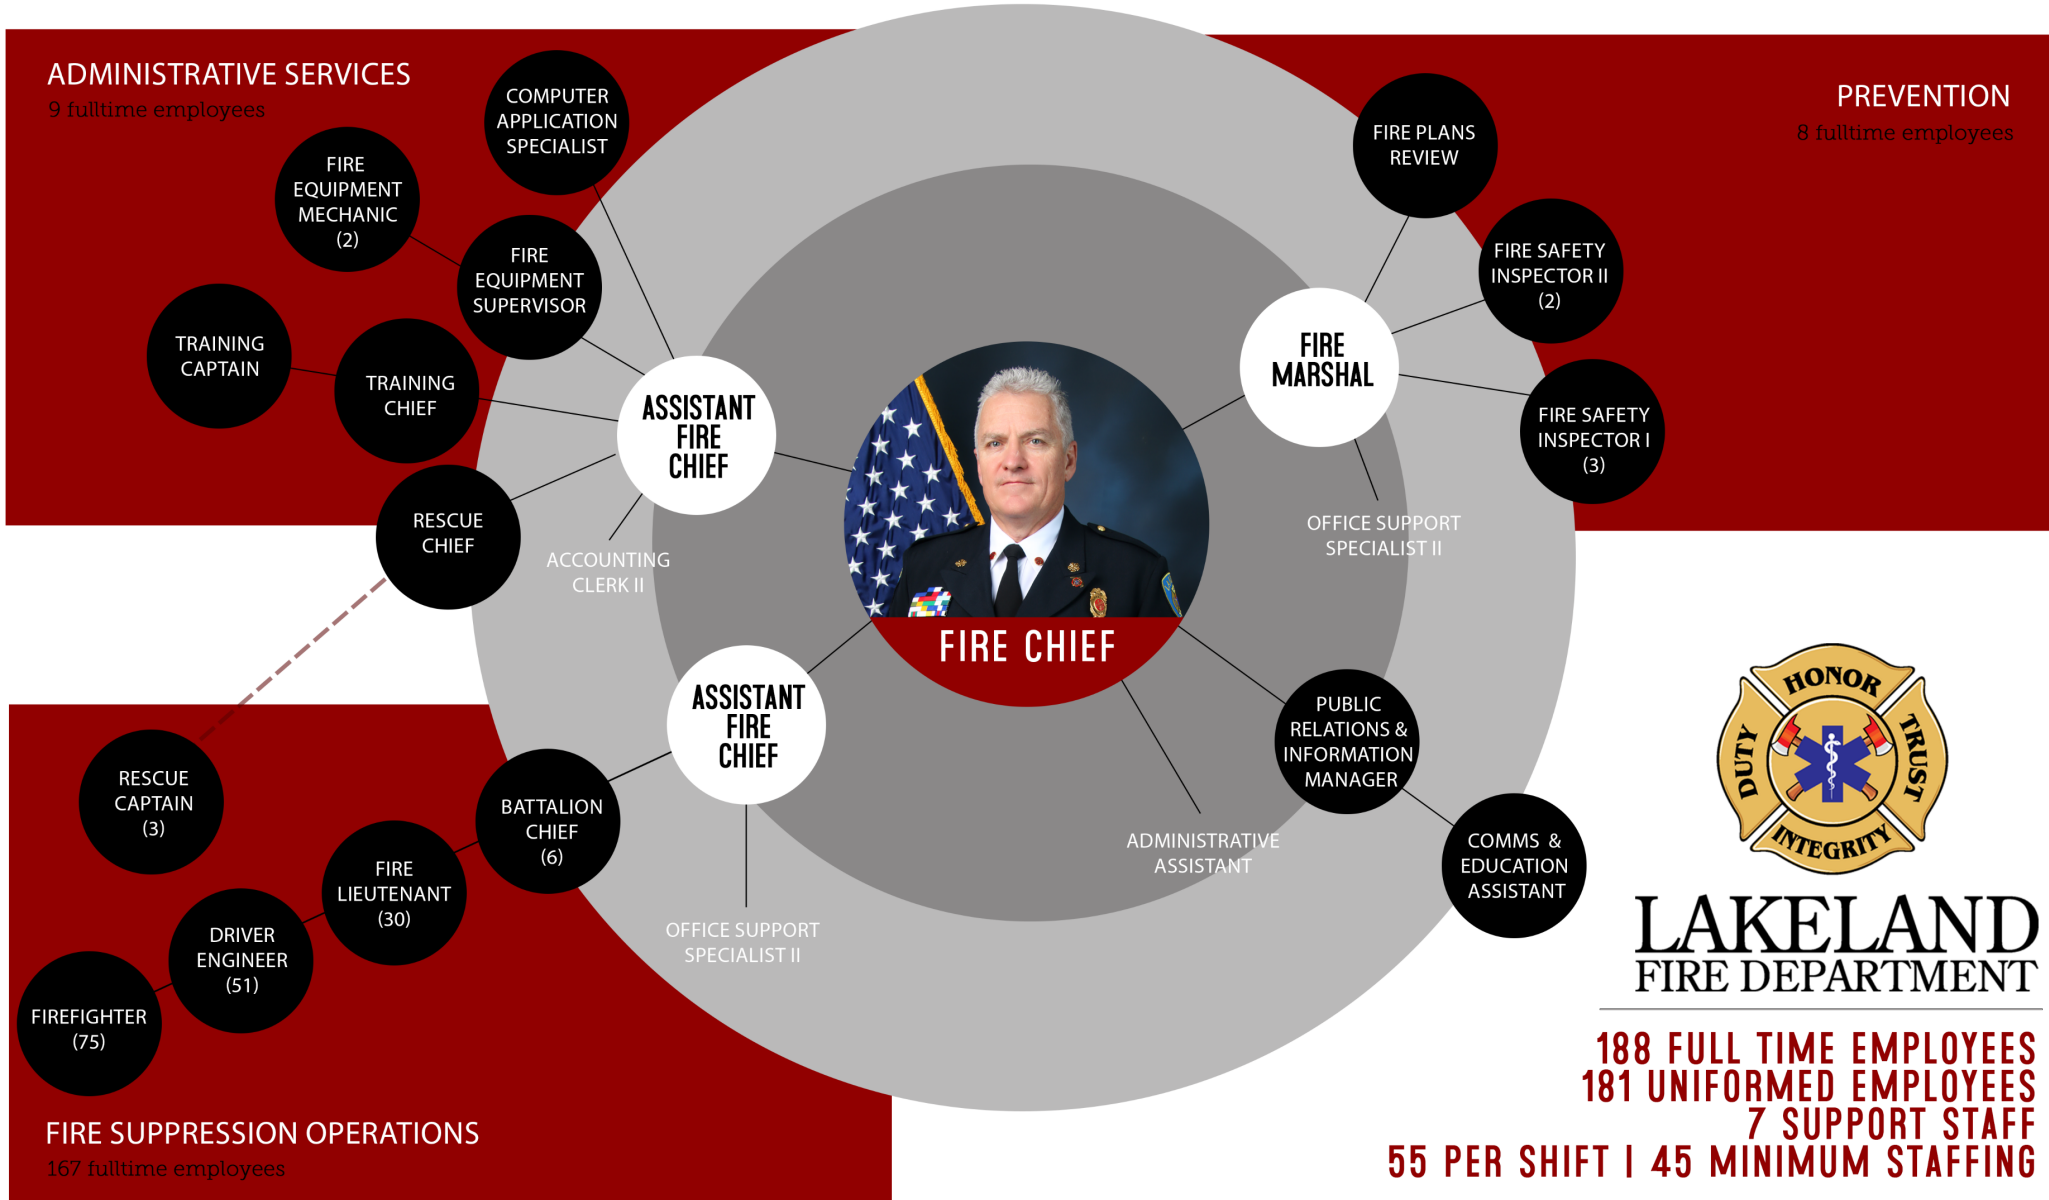 ADMINISTRATIVE SERVICES
9 fulltime employees
COMPUTER
APPLICATION
SPECIALIST
FIRE
EQUIPMENT
MECHANIC
(2)
FIRE
EQUIPMENT
SUPERVISOR
TRAINING
CAPTAIN
TRAINING
CHIEF
RESCUE
CHIEF
ASSISTANT
FIRE
CHIEF
ACCOUNTING
CLERK II
PREVENTION
8 fulltime employees
FIRE PLANS
REVIEW
FIRE SAFETY
INSPECTOR II
(2)
FIRE SAFETY
INSPECTOR I
(3)
FIRE
MARSHAL
OFFICE SUPPORT
SPECIALIST II
FIRE CHIEF
ASSISTANT
FIRE
CHIEF
OFFICE SUPPORT
SPECIALIST II
BATTALION
CHIEF
(6)
RESCUE
CAPTAIN
(3)
FIRE
LIEUTENANT
(30)
DRIVER
ENGINEER
(51)
FIREFIGHTER
(75)
FIRE SUPPRESSION OPERATIONS
167 fulltime employees
PUBLIC
RELATIONS &
INFORMATION
MANAGER
ADMINISTRATIVE
ASSISTANT
COMMS &
EDUCATION
ASSISTANT
HONOR
DUTY
TRUST
INTEGRITY
LAKELAND
FIRE DEPARTMENT
188 FULL TIME EMPLOYEES
181 UNIFORMED EMPLOYEES
7 SUPPORT STAFF
55 PER SHIFT | 45 MINIMUM STAFFING